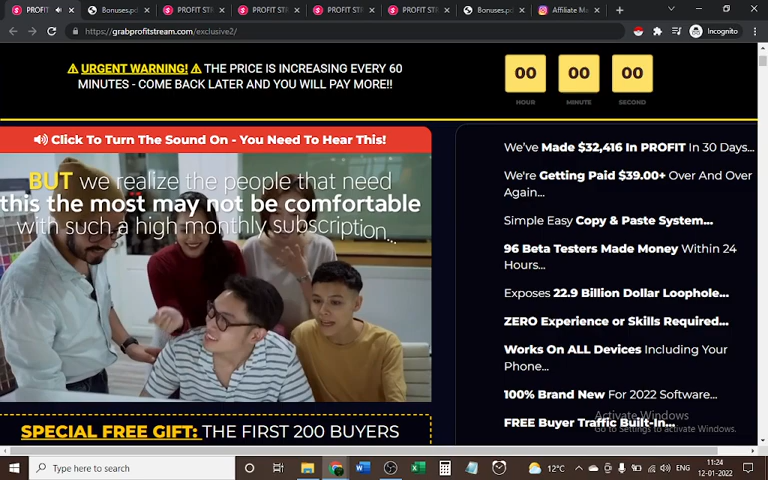 PROFIT
Bonuses.pd
PROFIT STR
PROFIT STR
PROFIT STR
PROFIT STR
Bonuses.pd
Affiliate Ma
https://grabprofitstream.com/exclusive2/
Incognito
URGENT WARNING! THE PRICE IS INCREASING EVERY 60
MINUTES - COME BACK LATER AND YOU WILL PAY MORE!!
00 00 00
HOUR MINUTE SECOND
Click To Turn The Sound On - You Need To Hear This!
BUT we realize the people that need
this the most may not be comfortable
with such a high monthly subscription...
SPECIAL FREE GIFT: THE FIRST 200 BUYERS
We've Made $32,416 In PROFIT In 30 Days...
We're Getting Paid $39.00+ Over And Over
Again...
Simple Easy Copy & Paste System...
96 Beta Testers Made Money Within 24
Hours...
Exposes 22.9 Billion Dollar Loophole...
ZERO Experience or Skills Required...
Works On ALL Devices Including Your
Phone...
100% Brand New For 2022 Software...
FREE Buyer Traffic Built-In...
Activate Windows
Go to Settings to activate Windows.
Type here to search
12°C
ENG
11:24
12-01-2022